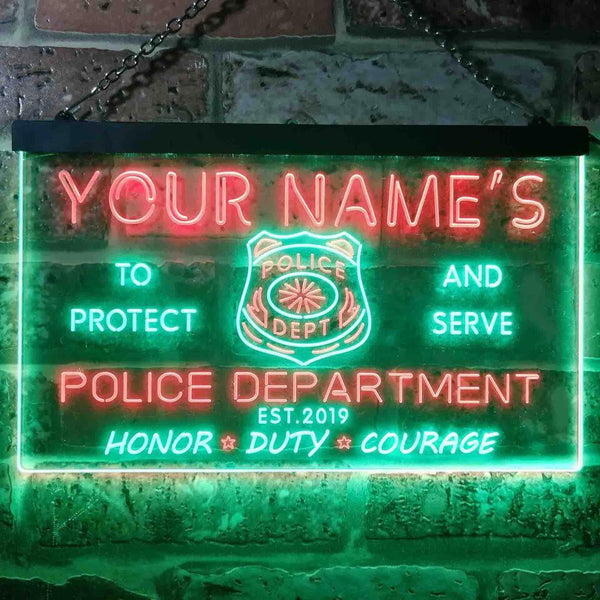 YOUR NAME'S
TO PROTECT
POLICE DEPT
AND SERVE
POLICE DEPARTMENT
EST.2019
HONOR ★ DUTY ★ COURAGE